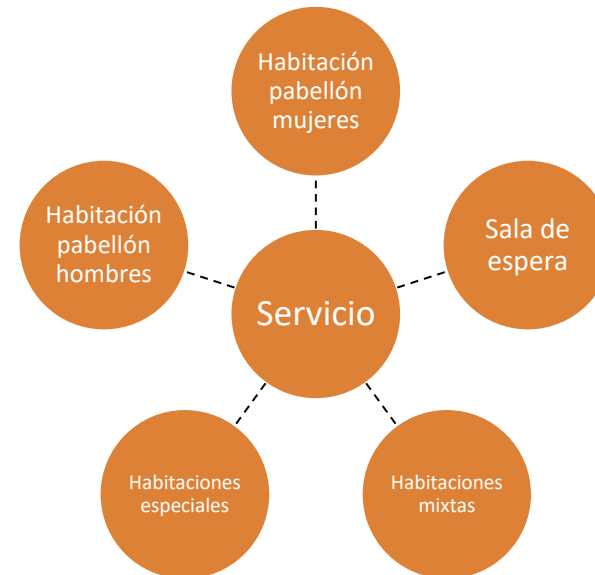 Habitación
pabellón
mujeres
Habitación
pabellón
hombres
Sala de
espera
Servicio
Habitaciones
especiales
Habitaciones
mixtas